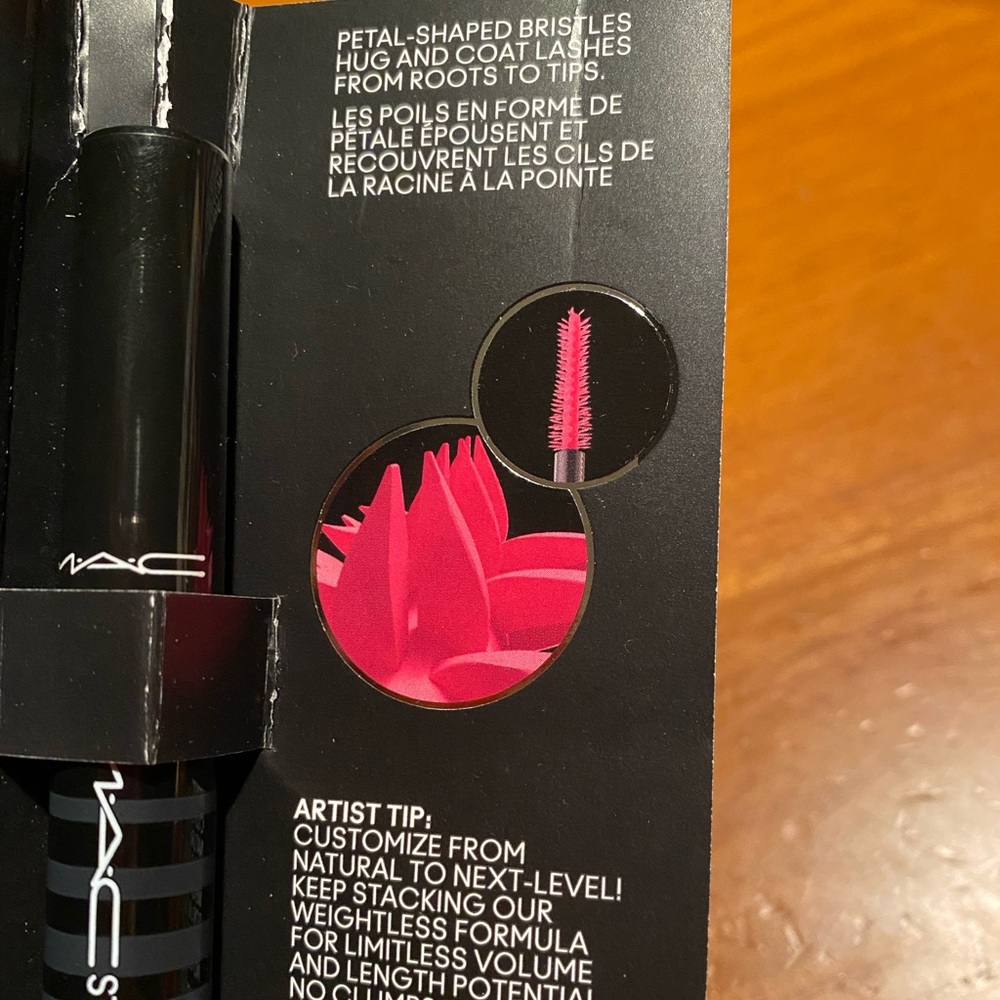 PETAL-SHAPED BRISTLES
HUG AND COAT LASHES
FROM ROOTS TO TIPS.
LES POILS EN FORME DE
PÉTALE ÉPOUSENT ET
RECOUVRENT LES CILS DE
LA RACINE À LA POINTE
M·A·C
M·A·C
ARTIST TIP:
CUSTOMIZE FROM
NATURAL TO NEXT-LEVEL!
KEEP STACKING OUR
WEIGHTLESS FORMULA
FOR LIMITLESS VOLUME
AND LENGTH POTENTIAL
NO CLUMPS